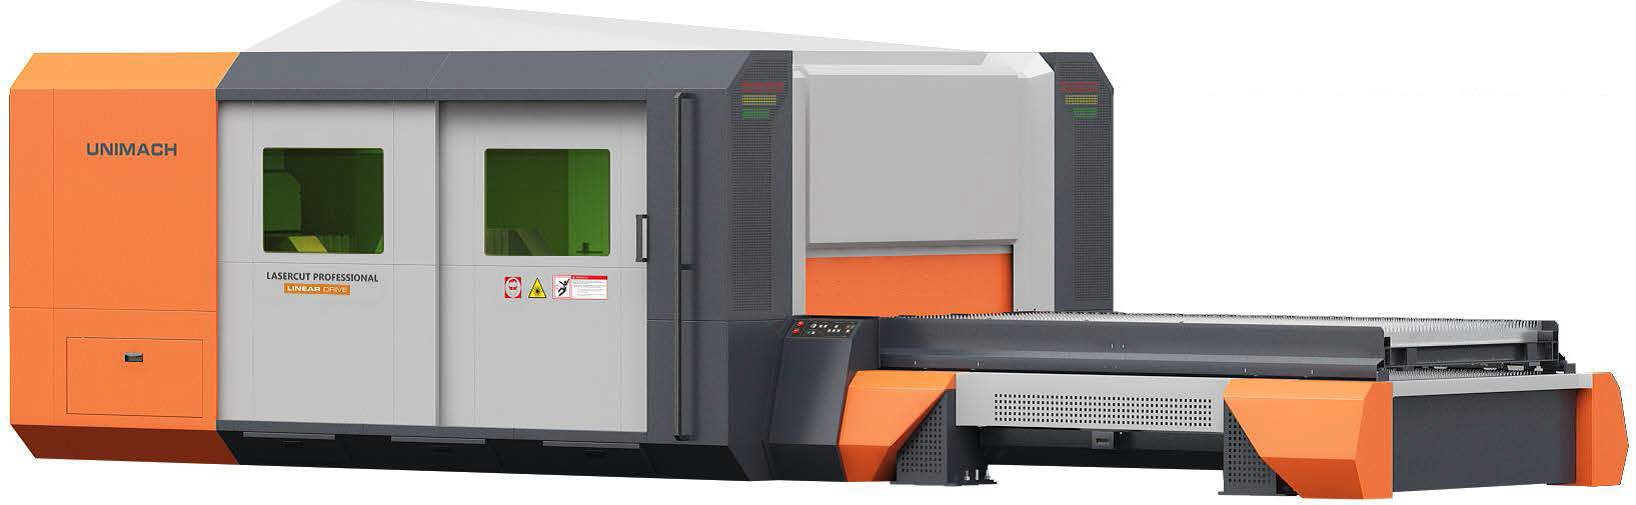 UNIMACH
LASERCUT PROFESSIONAL
LINEAR DRIVE